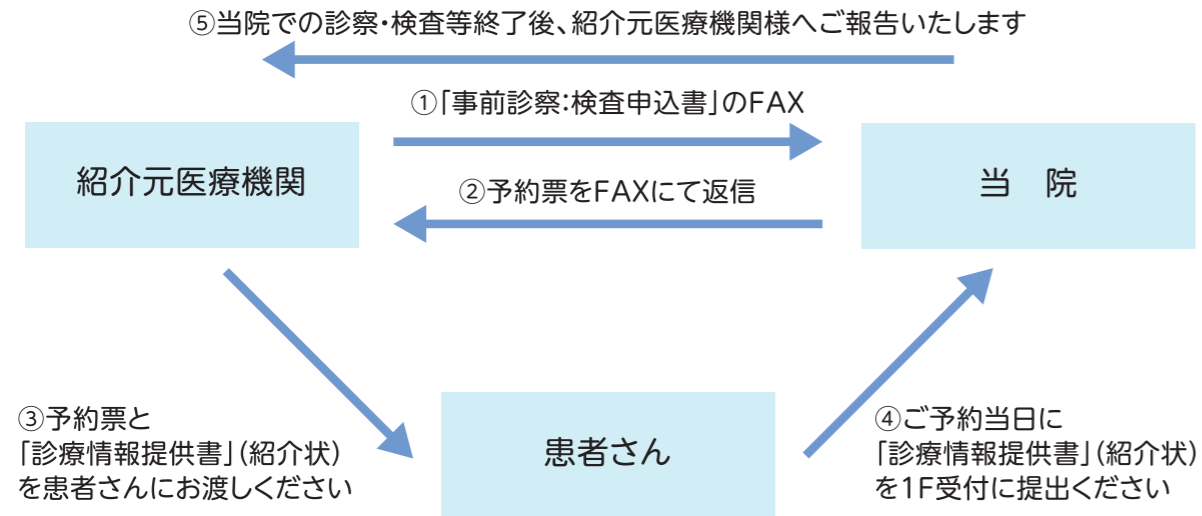 ⑤当院での診察・検査等終了後、紹介元医療機関様へご報告いたします
①「事前診察:検査申込書」のFAX
紹介元医療機関
②予約票をFAXにて返信
当　院
③予約票と
「診療情報提供書」(紹介状)
を患者さんにお渡しください
患者さん
④ご予約当日に
「診療情報提供書」(紹介状)
を1F受付に提出ください